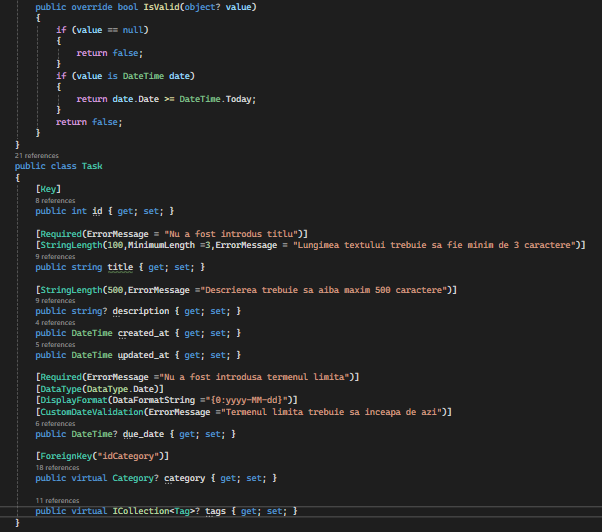 public override bool IsValid(object? value)
{
if (value == null)
{
return false;
}
if (value is DateTime date)
{
return date.Date >= DateTime.Today;
}
return false;
}
}
21 references
public class Task
{
[Key]
8 references
public int id { get; set; }
[Required(ErrorMessage = "Nu a fost introdus titlu")]
[StringLength(100,MinimumLength =3,ErrorMessage = "Lungimea textului trebuie sa fie minim de 3 caractere")]
9 references
public string title { get; set; }
[StringLength(500,ErrorMessage ="Descrierea trebuie sa aiba maxim 500 caractere")]
9 references
public string? description { get; set; }
4 references
public DateTime created_at { get; set; }
5 references
public DateTime updated_at { get; set; }
[Required(ErrorMessage ="Nu a fost introdusa termenul limita")]
[DataType(DataType.Date)]
[DisplayFormat(DataFormatString ="{0:yyyy-MM-dd}")]
[CustomDateValidation(ErrorMessage ="Termenul limita trebuie sa inceapa de azi")]
6 references
public DateTime? due_date { get; set; }
[ForeignKey("idCategory")]
18 references
public virtual Category? category { get; set; }
11 references
public virtual ICollection<Tag>? tags { get; set; }
}